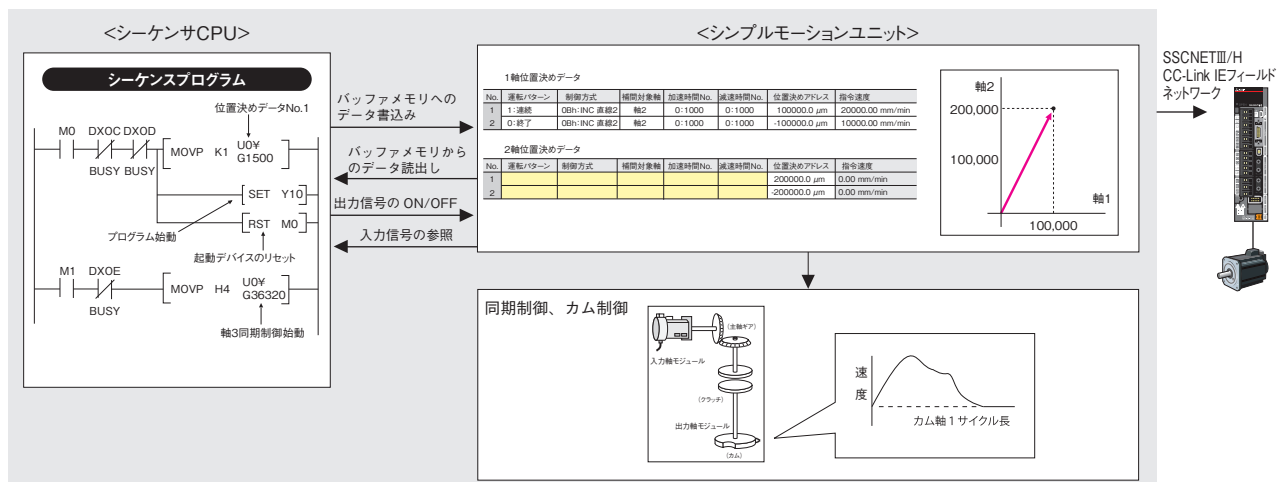 <シーケンサCPU>
シーケンスプログラム
位置決めデータNo.1
M0 DX0C DX0D
MOVP K1 U0¥
G1500
BUSY BUSY
SET Y10
RST M0
プログラム始動
起動デバイスのリセット
M1 DX0E
MOVP H4 U0¥
G36320
BUSY
軸3同期制御始動
バッファメモリへの
データ書込み
バッファメモリから
のデータ読出し
出力信号の ON/OFF
入力信号の参照
<シンプルモーションユニット>
1軸位置決めデータ
No. 運転パターン 制御方式 補間対象軸 加速時間No. 減速時間No. 位置決めアドレス 指令速度
1 1:連続 0Bh:INC 直線2 軸2 0:1000 0:1000 100000.0 μm 20000.00 mm/min
2 0:終了 0Bh:INC 直線2 軸2 0:1000 0:1000 -100000.0 μm 10000.00 mm/min
2軸位置決めデータ
No. 運転パターン 制御方式 補間対象軸 加速時間No. 減速時間No. 位置決めアドレス 指令速度
1 200000.0 μm 0.00 mm/min
2 -200000.0 μm 0.00 mm/min
軸2
200,000
100,000
軸1
100,000
同期制御、カム制御
(主軸ギア)
入力軸モジュール
(クラッチ)
出力軸モジュール
(カム)
速
度
カム軸1サイクル長
SSCNETⅢ/H
CC-Link IEフィールド
ネットワーク